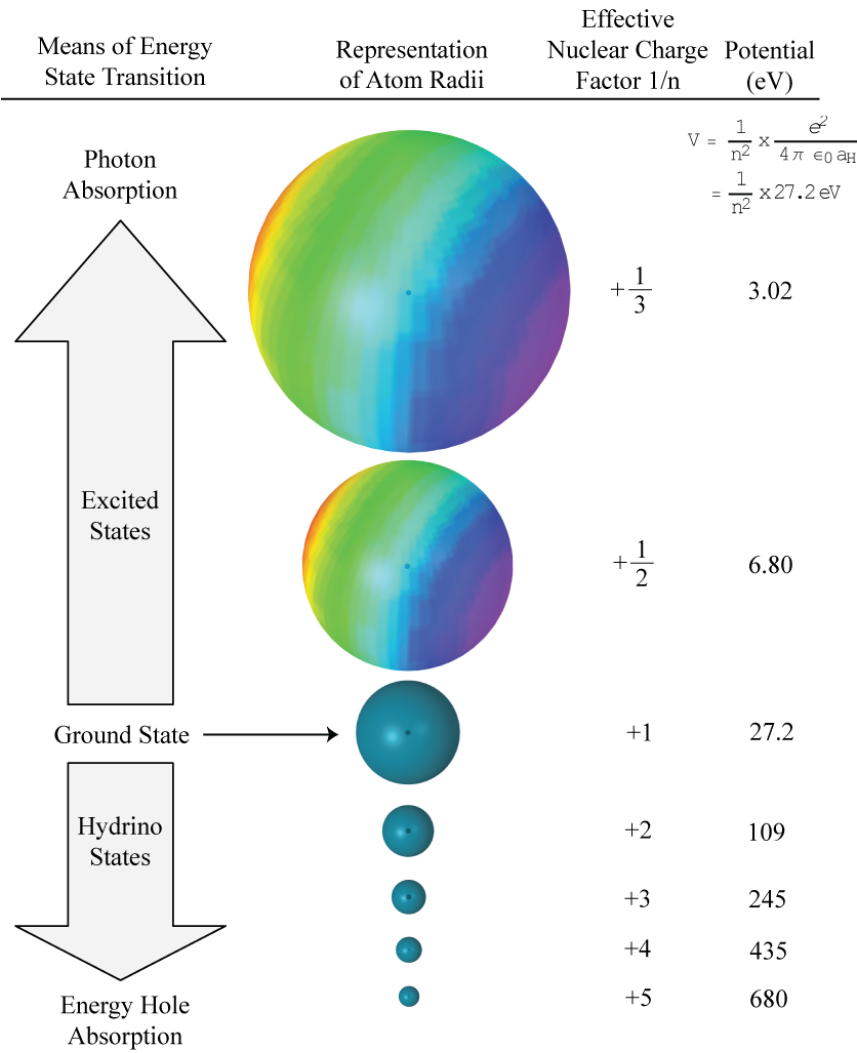 Means of Energy
State Transition
Representation
of Atom Radii
Effective
Nuclear Charge
Factor 1/n
Potential
(eV)
V = 1/n² x e²/4π ϵ₀ a_H
= 1/n² x 27.2 eV
Photon
Absorption
+1/3
3.02
Excited
States
+1/2
6.80
Ground State
+1
27.2
Hydrino
States
+2
109
+3
245
+4
435
+5
680
Energy Hole
Absorption